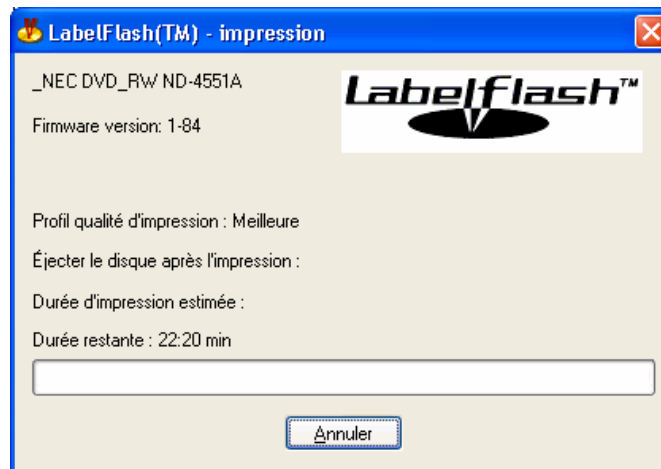 LabelFlash(TM) - impression
_NEC DVD_RW ND-4551A
Labelflash™
Firmware version: 1-84
Profil qualité d'impression : Meilleure
Éjecter le disque après l'impression :
Durée d'impression estimée :
Durée restante : 22:20 min
Annuler